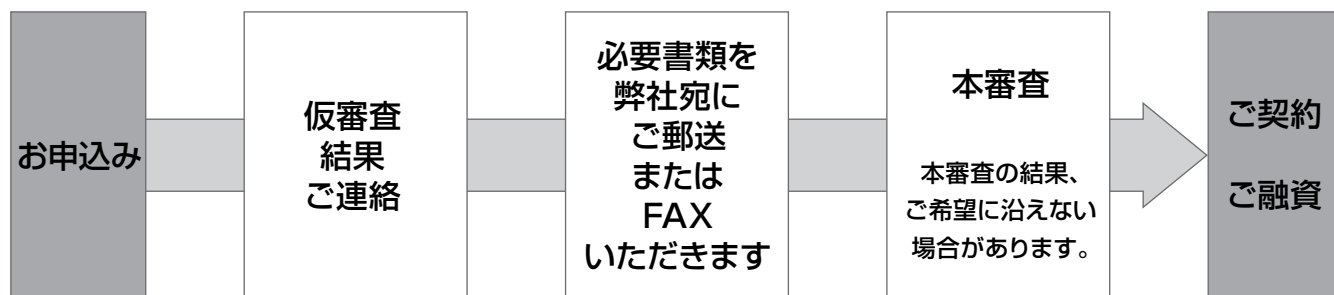 お申込み
仮審査
結果
ご連絡
必要書類を
弊社宛に
ご郵送
または
FAX
いただきます
本審査
本審査の結果、
ご希望に沿えない
場合があります。
ご契約
ご融資